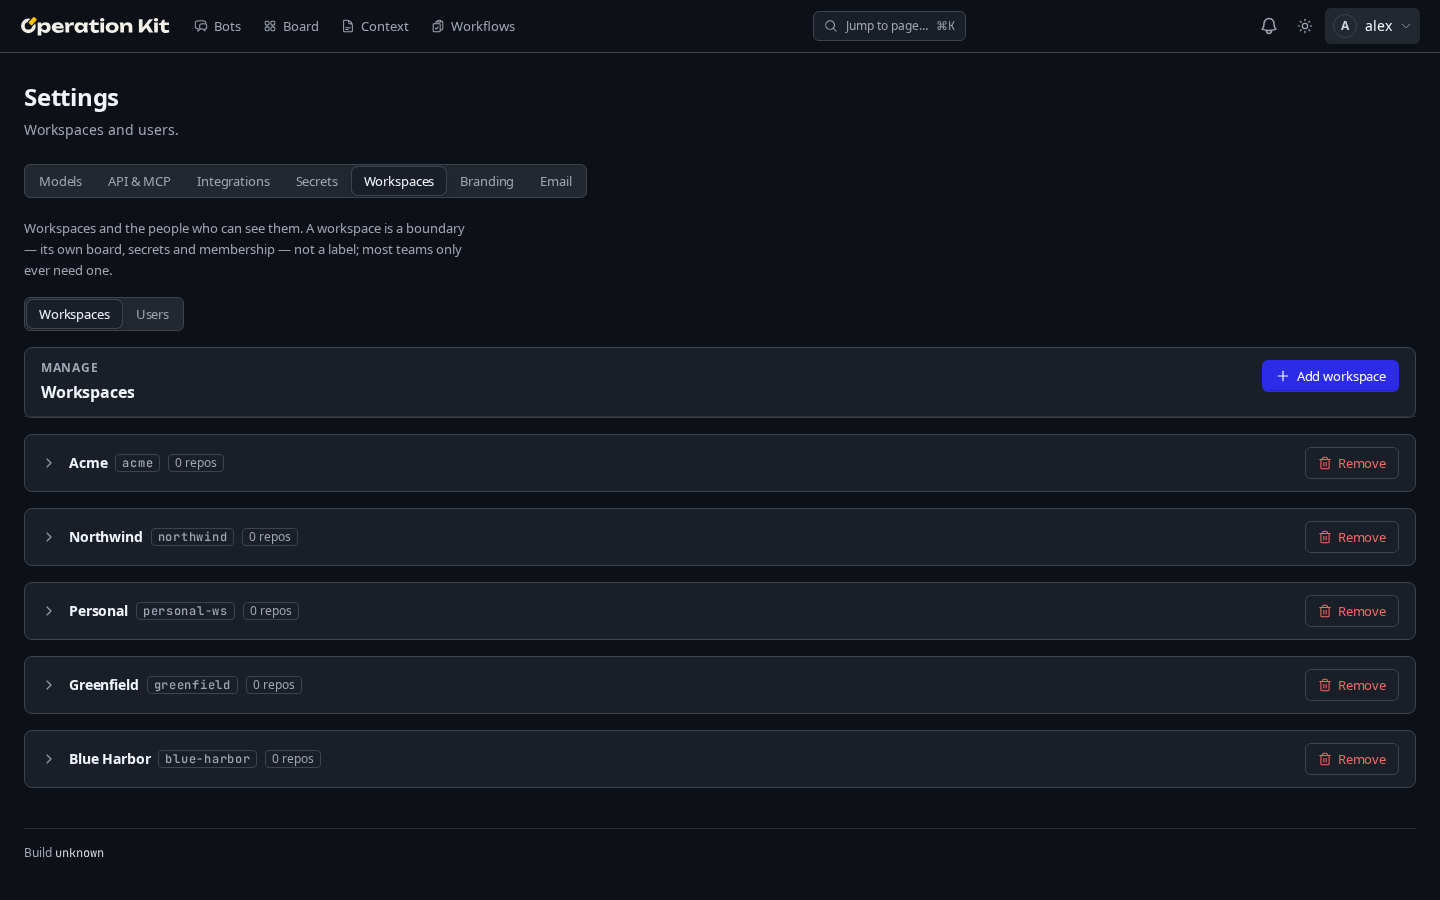 Operation Kit
Bots
Board
Context
Workflows
Jump to page... ⌘K
A
alex
Settings
Workspaces and users.
Models
API & MCP
Integrations
Secrets
Workspaces
Branding
Email
Workspaces and the people who can see them. A workspace is a boundary
— its own board, secrets and membership — not a label; most teams only
ever need one.
Workspaces
Users
MANAGE
Workspaces
Add workspace
Acme acme 0 repos
Remove
Northwind northwind 0 repos
Remove
Personal personal-ws 0 repos
Remove
Greenfield greenfield 0 repos
Remove
Blue Harbor blue-harbor 0 repos
Remove
Build unknown